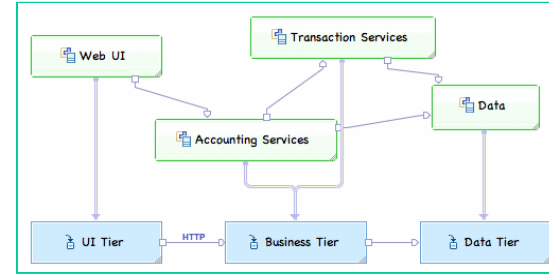 Transaction Services
Web UI
Data
Accounting Services
UI Tier
HTTP
Business Tier
Data Tier